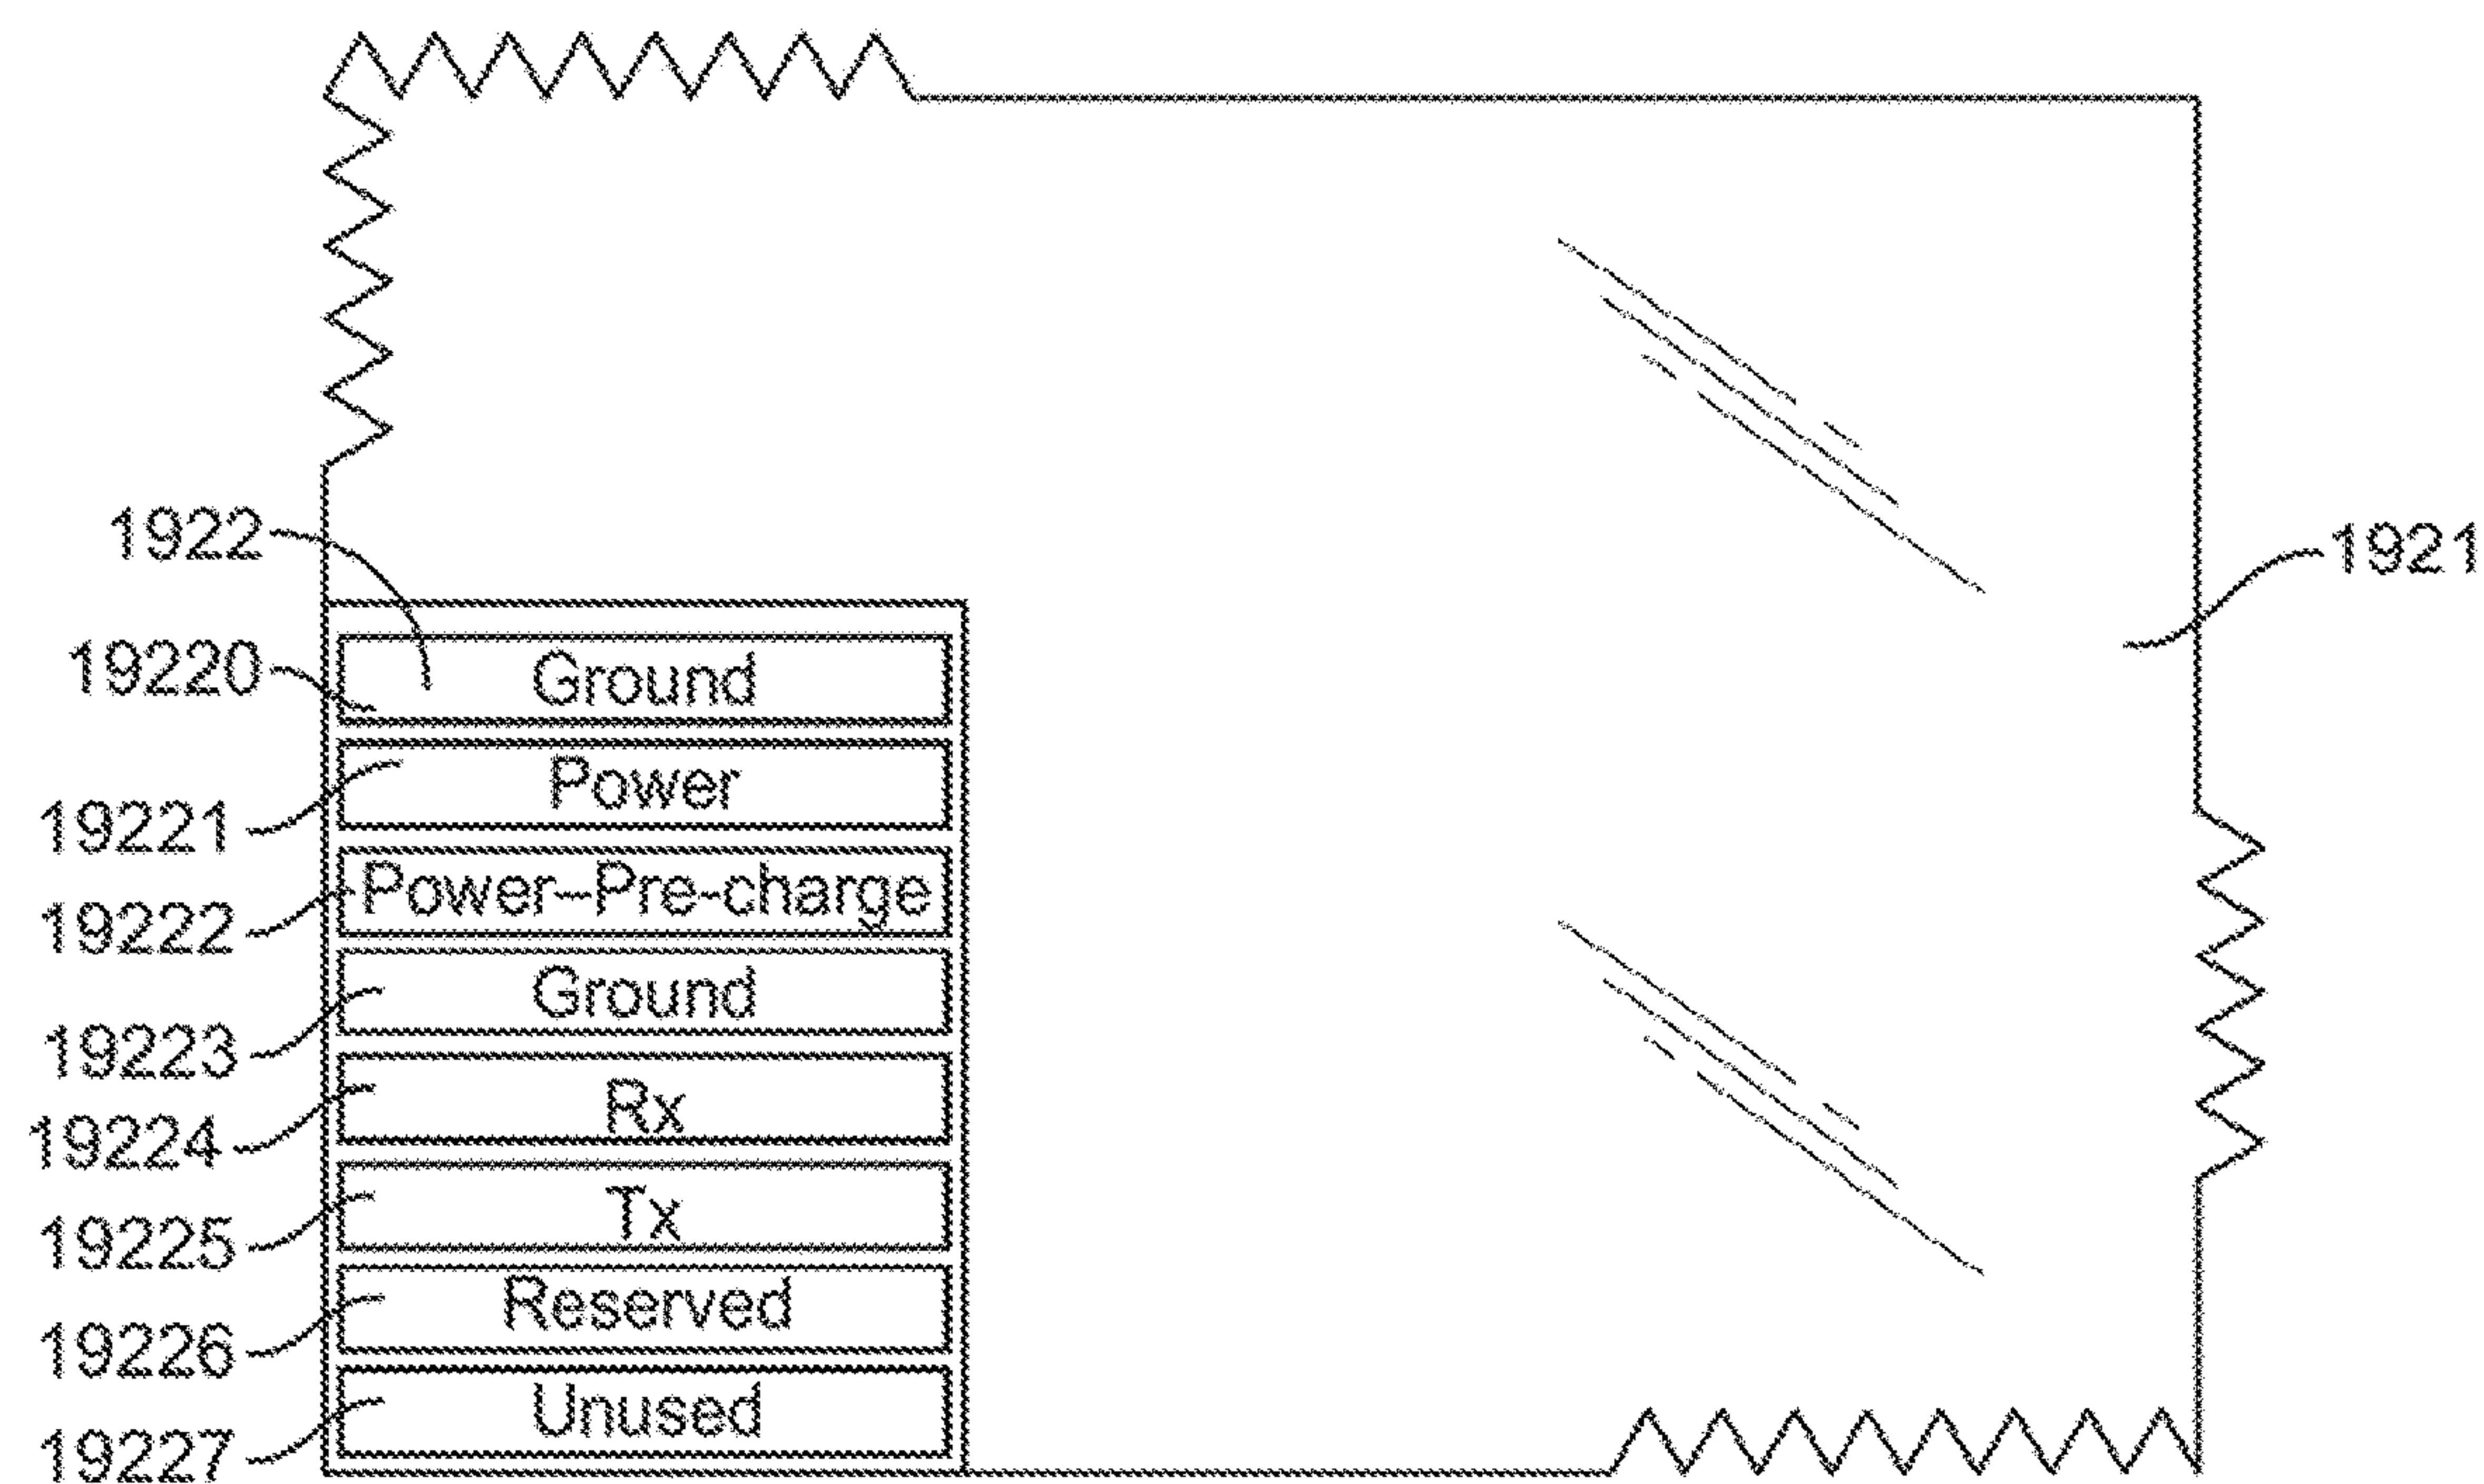 1922
1921
19220 Ground
19221 Power
19222 Power–Pre-charge
19223 Ground
19224 Rx
19225 Tx
19226 Reserved
19227 Unused